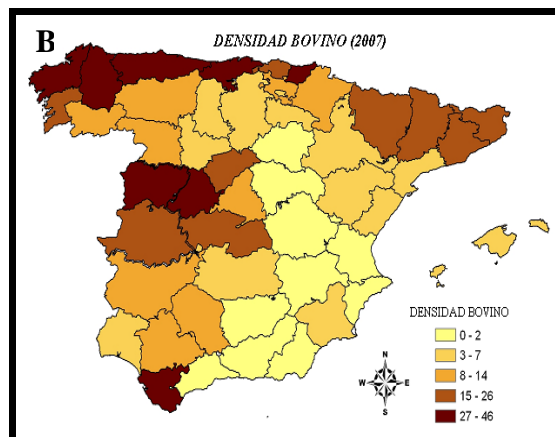 B
DENSIDAD BOVINO (2007)
DENSIDAD BOVINO
0 - 2
3 - 7
8 - 14
15 - 26
27 - 46
N
W E
S